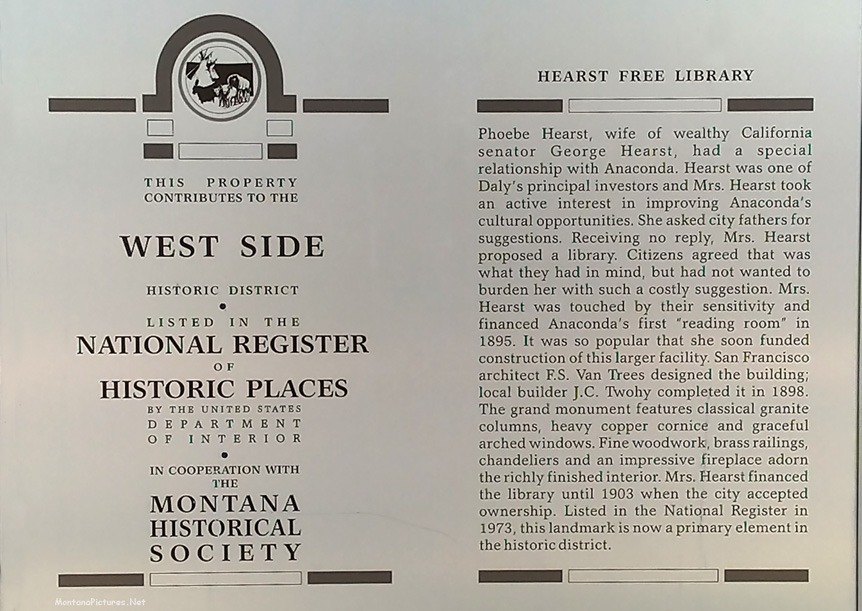 THIS PROPERTY
CONTRIBUTES TO THE
WEST SIDE
HISTORIC DISTRICT
LISTED IN THE
NATIONAL REGISTER
OF
HISTORIC PLACES
BY THE UNITED STATES
DEPARTMENT
OF INTERIOR
IN COOPERATION WITH
THE
MONTANA
HISTORICAL
SOCIETY
MontanaPictures.Net
HEARST FREE LIBRARY
Phoebe Hearst, wife of wealthy California
senator George Hearst, had a special
relationship with Anaconda. Hearst was one of
Daly's principal investors and Mrs. Hearst took
an active interest in improving Anaconda's
cultural opportunities. She asked city fathers for
suggestions. Receiving no reply, Mrs. Hearst
proposed a library. Citizens agreed that was
what they had in mind, but had not wanted to
burden her with such a costly suggestion. Mrs.
Hearst was touched by their sensitivity and
financed Anaconda's first "reading room" in
1895. It was so popular that she soon funded
construction of this larger facility. San Francisco
architect F.S. Van Trees designed the building;
local builder J.C. Twohy completed it in 1898.
The grand monument features classical granite
columns, heavy copper cornice and graceful
arched windows. Fine woodwork, brass railings,
chandeliers and an impressive fireplace adorn
the richly finished interior. Mrs. Hearst financed
the library until 1903 when the city accepted
ownership. Listed in the National Register in
1973, this landmark is now a primary element in
the historic district.